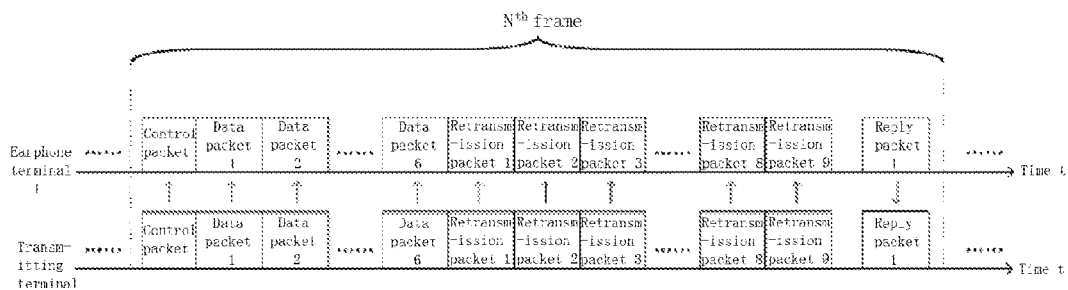 Nth frame
Control packet
Data packet 1
Data packet 2
......
Data packet 6
Retransm-ission packet 1
Retransm-ission packet 2
Retransm-ission packet 3
......
Retransm-ission packet 8
Retransm-ission packet 9
Reply packet 1
......
Earphone terminal 1
......
Time t
Control packet
Data packet 1
Data packet 2
......
Data packet 6
Retransm-ission packet 1
Retransm-ission packet 2
Retransm-ission packet 3
......
Retransm-ission packet 8
Retransm-ission packet 9
Reply packet 1
......
Transm-itting terminal
......
Time t